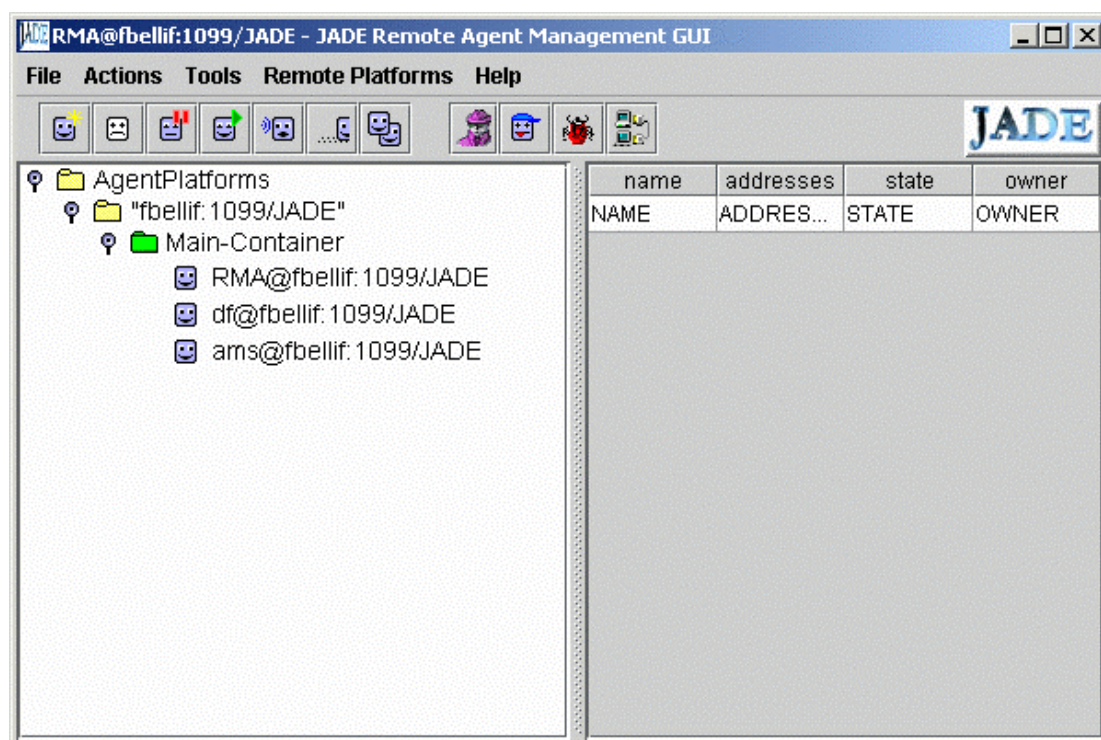 RMA@fbellif:1099/JADE - JADE Remote Agent Management GUI
File Actions Tools Remote Platforms Help
JADE
AgentPlatforms
"fbellif:1099/JADE"
Main-Container
RMA@fbellif:1099/JADE
df@fbellif:1099/JADE
ams@fbellif:1099/JADE
name addresses state owner
NAME ADDRES... STATE OWNER